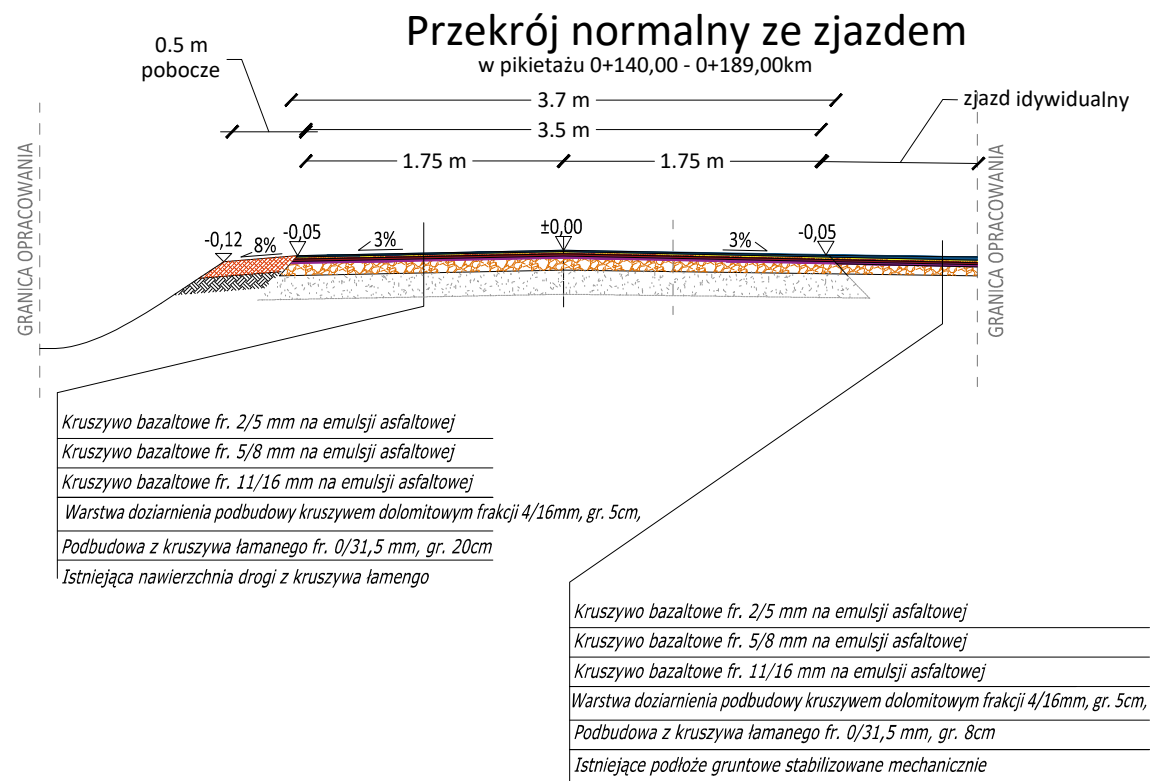 Przekrój normalny ze zjazdem
w pikietażu 0+140,00 - 0+189,00km
0.5 m
pobocze
3.7 m
zjazd idywidualny
3.5 m
1.75 m
1.75 m
GRANICA OPRACOWANIA
GRANICA OPRACOWANIA
-0,12
8%
-0,05
3%
±0,00
3%
-0,05
Kruszywo bazaltowe fr. 2/5 mm na emulsji asfaltowej
Kruszywo bazaltowe fr. 5/8 mm na emulsji asfaltowej
Kruszywo bazaltowe fr. 11/16 mm na emulsji asfaltowej
Warstwa doziarnienia podbudowy kruszywem dolomitowym frakcji 4/16mm, gr. 5cm,
Podbudowa z kruszywa łamanego fr. 0/31,5 mm, gr. 20cm
Istniejąca nawierzchnia drogi z kruszywa łamengo
Kruszywo bazaltowe fr. 2/5 mm na emulsji asfaltowej
Kruszywo bazaltowe fr. 5/8 mm na emulsji asfaltowej
Kruszywo bazaltowe fr. 11/16 mm na emulsji asfaltowej
Warstwa doziarnienia podbudowy kruszywem dolomitowym frakcji 4/16mm, gr. 5cm,
Podbudowa z kruszywa łamanego fr. 0/31,5 mm, gr. 8cm
Istniejące podłoże gruntowe stabilizowane mechanicznie